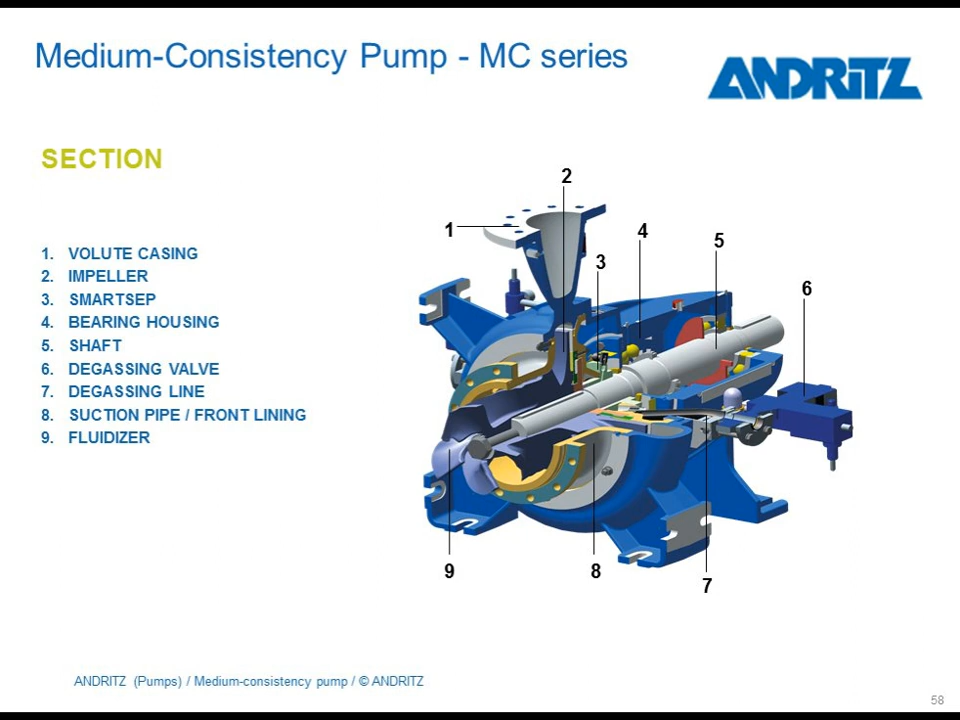 Medium-Consistency Pump - MC series
ANDRITZ
SECTION
1. VOLUTE CASING
2. IMPELLER
3. SMARTSEP
4. BEARING HOUSING
5. SHAFT
6. DEGASSING VALVE
7. DEGASSING LINE
8. SUCTION PIPE / FRONT LINING
9. FLUIDIZER
2
1
4
5
3
6
9
8
7
ANDRITZ (Pumps) / Medium-consistency pump / © ANDRITZ
58